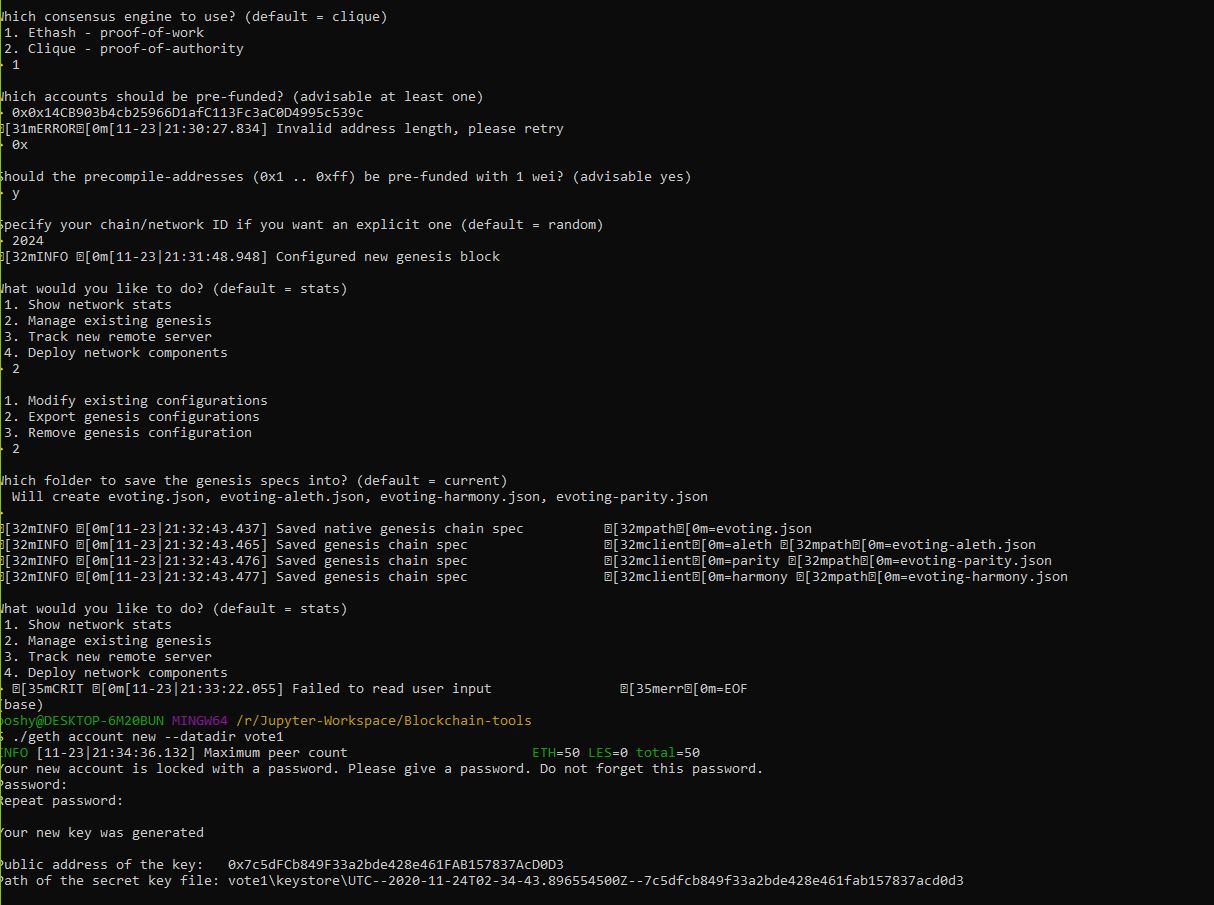 Which consensus engine to use? (default = clique)
1. Ethash - proof-of-work
2. Clique - proof-of-authority
1
Which accounts should be pre-funded? (advisable at least one)
0x0x14CB903b4cb25966D1afC113Fc3aC0D4995c539c
[31mERROR[0m[11-23|21:30:27.834] Invalid address length, please retry
0x
Should the precompile-addresses (0x1 .. 0xff) be pre-funded with 1 wei? (advisable yes)
y
Specify your chain/network ID if you want an explicit one (default = random)
2024
[32mINFO [0m[11-23|21:31:48.948] Configured new genesis block
What would you like to do? (default = stats)
1. Show network stats
2. Manage existing genesis
3. Track new remote server
4. Deploy network components
2
1. Modify existing configurations
2. Export genesis configurations
3. Remove genesis configuration
2
Which folder to save the genesis specs into? (default = current)
Will create evoting.json, evoting-aleth.json, evoting-harmony.json, evoting-parity.json
[32mINFO [0m[11-23|21:32:43.437] Saved native genesis chain spec [32mpath[0m=evoting.json
[32mINFO [0m[11-23|21:32:43.465] Saved genesis chain spec [32mclient[0m=aleth [32mpath[0m=evoting-aleth.json
[32mINFO [0m[11-23|21:32:43.476] Saved genesis chain spec [32mclient[0m=parity [32mpath[0m=evoting-parity.json
[32mINFO [0m[11-23|21:32:43.477] Saved genesis chain spec [32mclient[0m=harmony [32mpath[0m=evoting-harmony.json
What would you like to do? (default = stats)
1. Show network stats
2. Manage existing genesis
3. Track new remote server
4. Deploy network components
[35mCRIT [0m[11-23|21:33:22.055] Failed to read user input [35merr[0m=EOF
(base)
poshy@DESKTOP-6M20BUN MINGW64 /r/Jupyter-Workspace/Blockchain-tools
$ ./geth account new --datadir vote1
INFO [11-23|21:34:36.132] Maximum peer count ETH=50 LES=0 total=50
Your new account is locked with a password. Please give a password. Do not forget this password.
Password:
Repeat password:
Your new key was generated
Public address of the key: 0x7c5dFCb849F33a2bde428e461FAB157837AcD0D3
Path of the secret key file: vote1\keystore\UTC--2020-11-24T02-34-43.896554500Z--7c5dfcb849f33a2bde428e461fab157837acd0d3